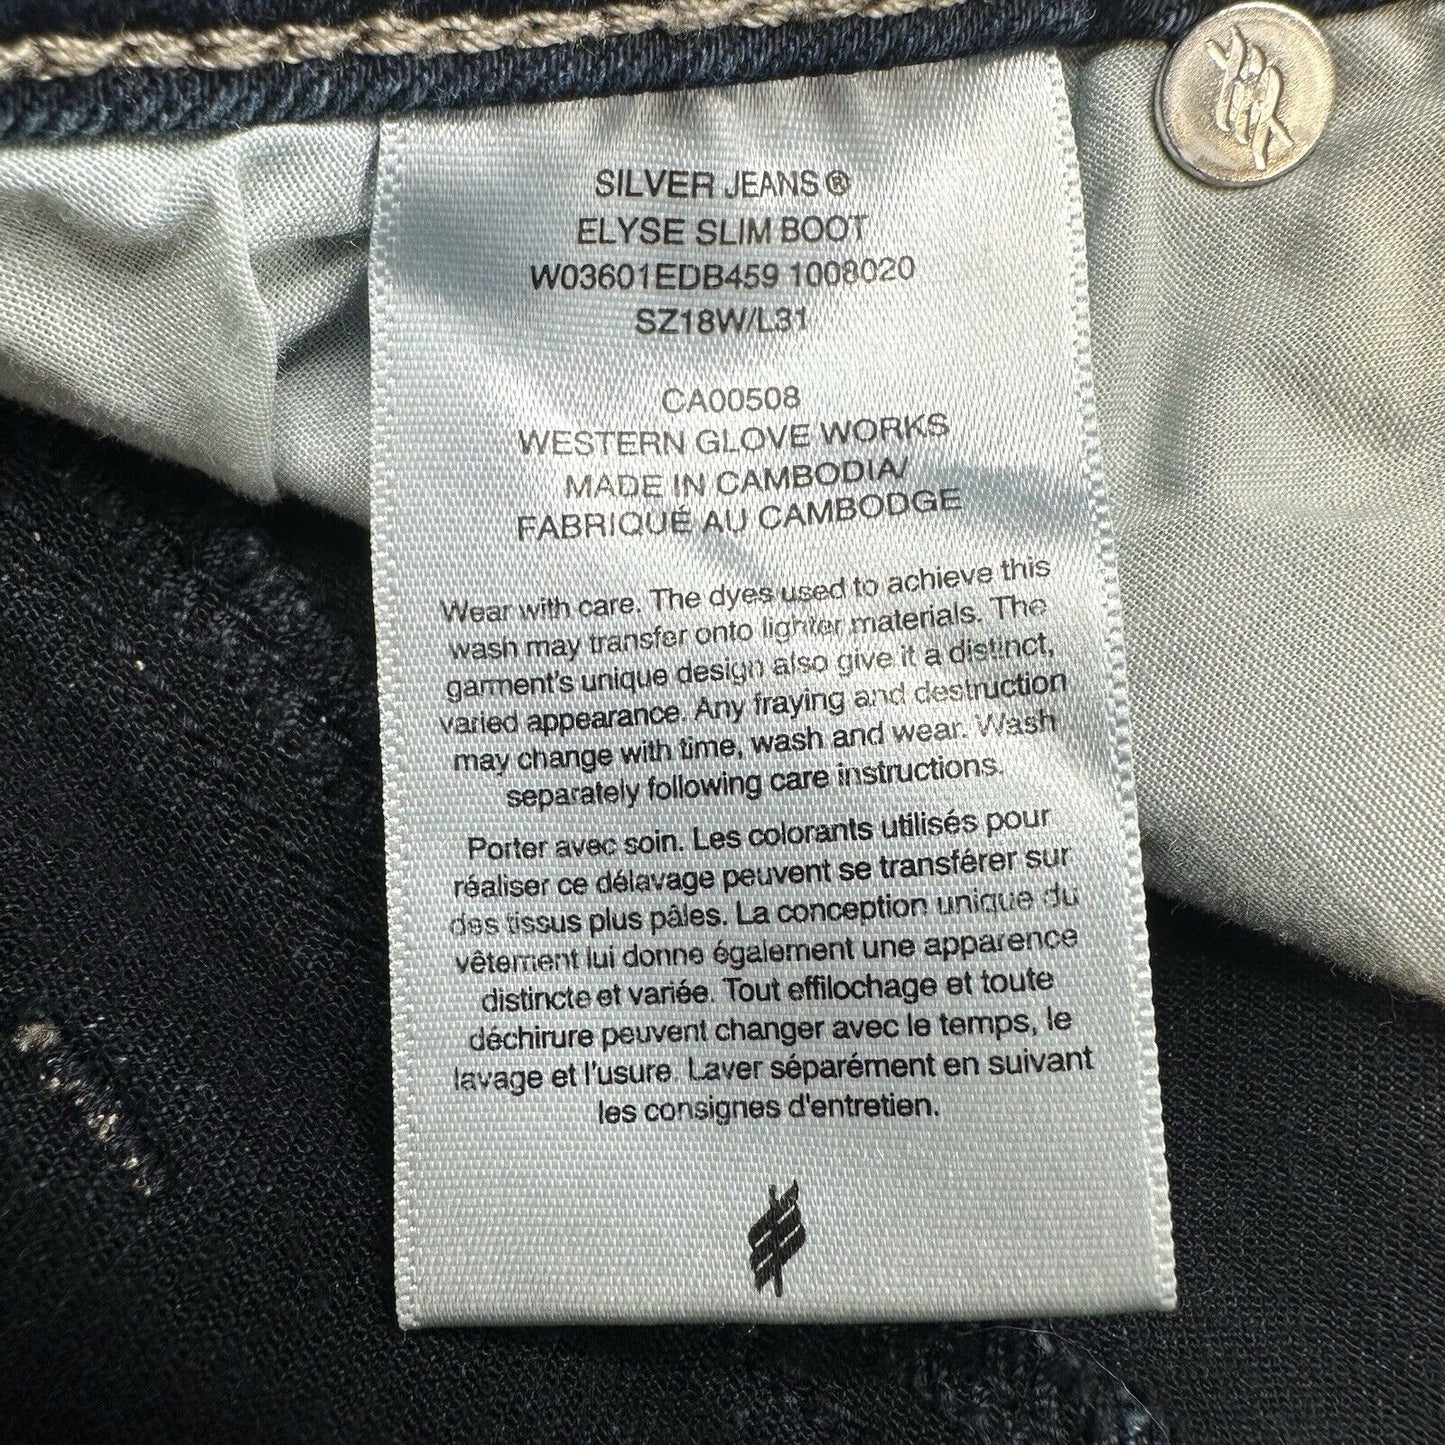 SILVER JEANS®
ELYSE SLIM BOOT
W03601EDB459 1008020
SZ18W/L31
CA00508
WESTERN GLOVE WORKS
MADE IN CAMBODIA/
FABRIQUÉ AU CAMBODGE
Wear with care. The dyes used to achieve this
wash may transfer onto lighter materials. The
garment's unique design also give it a distinct,
varied appearance. Any fraying and destruction
may change with time, wash and wear. Wash
separately following care instructions.
Porter avec soin. Les colorants utilisés pour
réaliser ce délavage peuvent se transférer sur
des tissus plus pâles. La conception unique du
vêtement lui donne également une apparence
distincte et variée. Tout effilochage et toute
déchirure peuvent changer avec le temps, le
lavage et l'usure. Laver séparément en suivant
les consignes d'entretien.